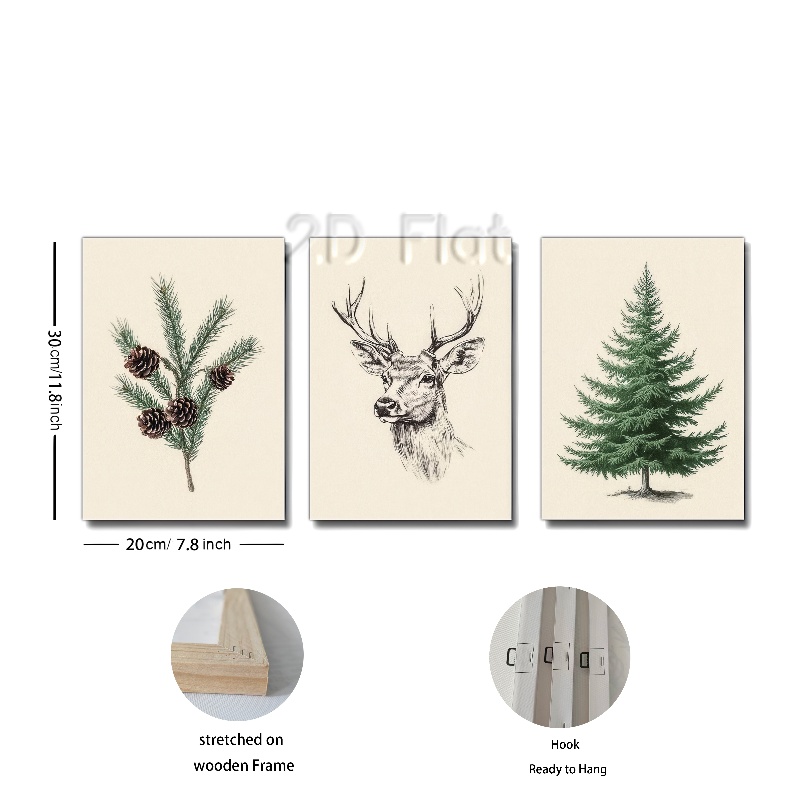 2D Flat
30cm/11.8inch
20cm/ 7.8 inch
stretched on
wooden Frame
Hook
Ready to Hang